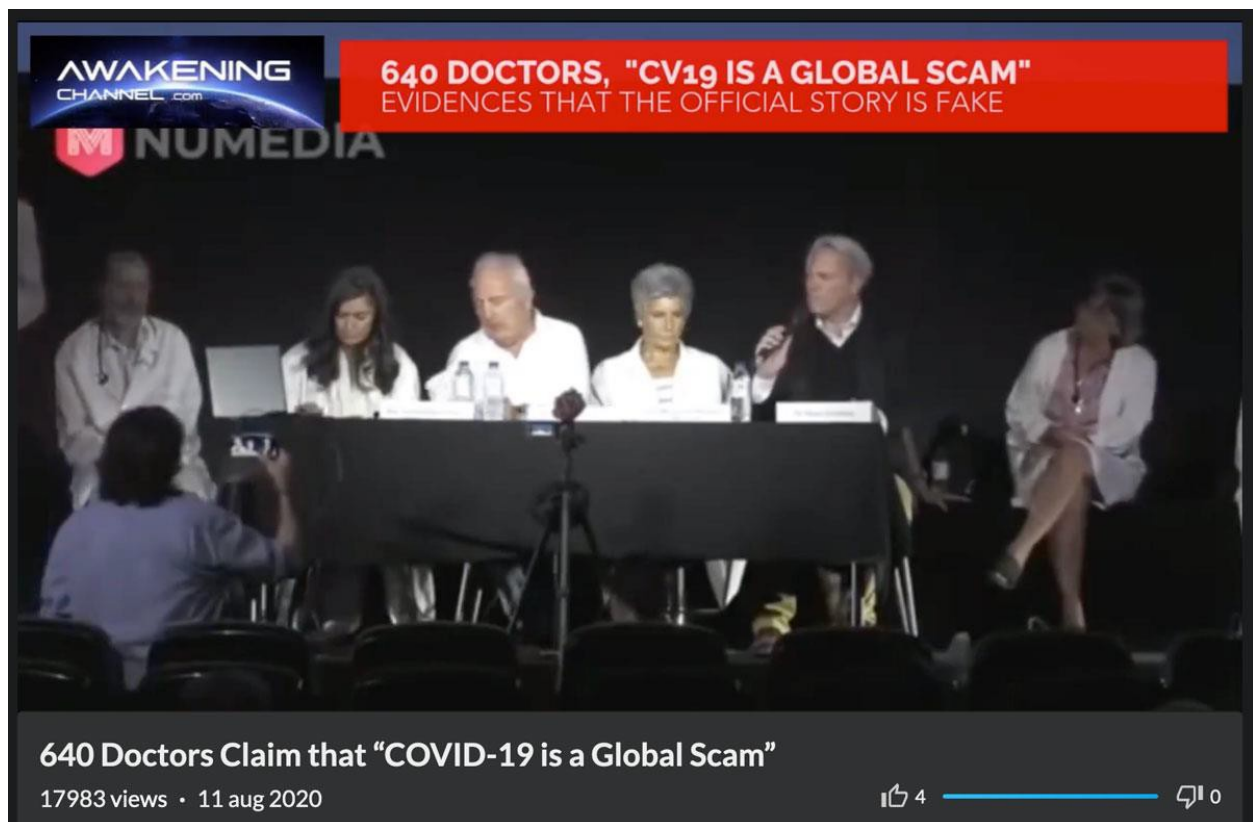 AWAKENING
CHANNEL.com
640 DOCTORS, "CV19 IS A GLOBAL SCAM"
EVIDENCES THAT THE OFFICIAL STORY IS FAKE
NUMEDIA
640 Doctors Claim that “COVID-19 is a Global Scam”
17983 views · 11 aug 2020
4
0